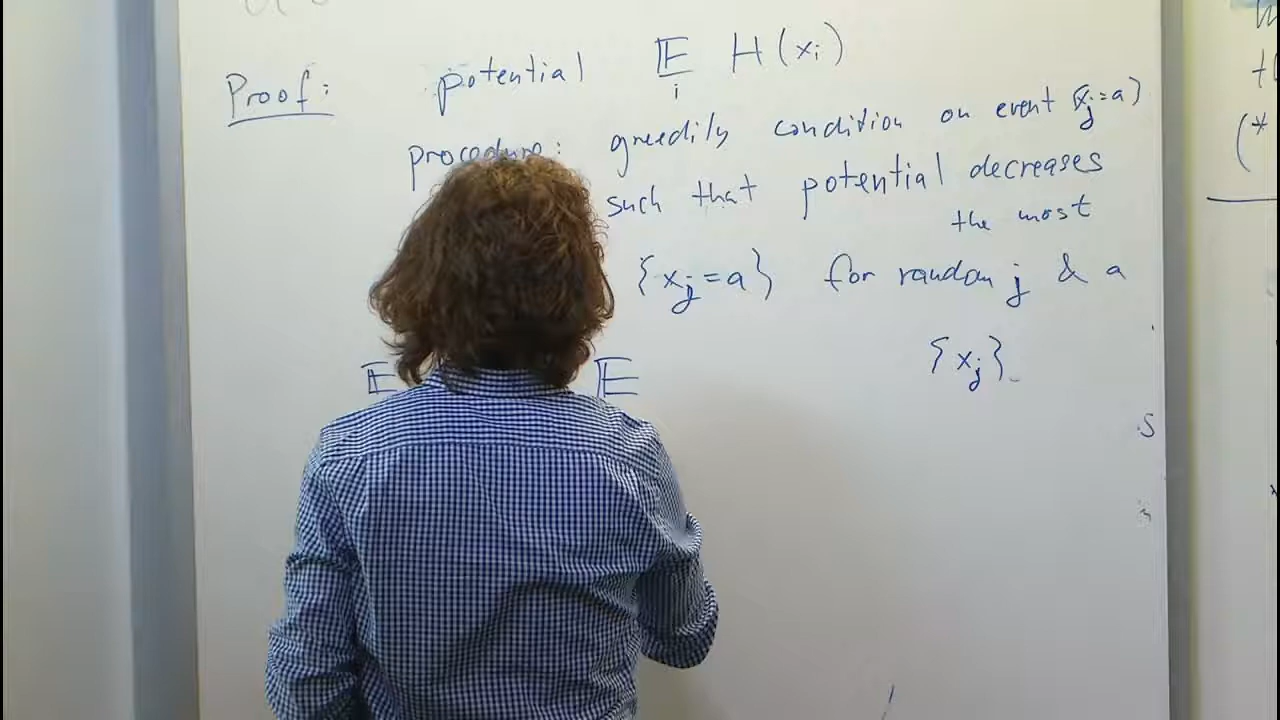 Proof: potential 𝔼 H(xᵢ)
i
procedure: greedily condition on event {xⱼ=a}
such that potential decreases
the most
{xⱼ=a} for random j & a
{xⱼ}
𝔼 𝔼
(*